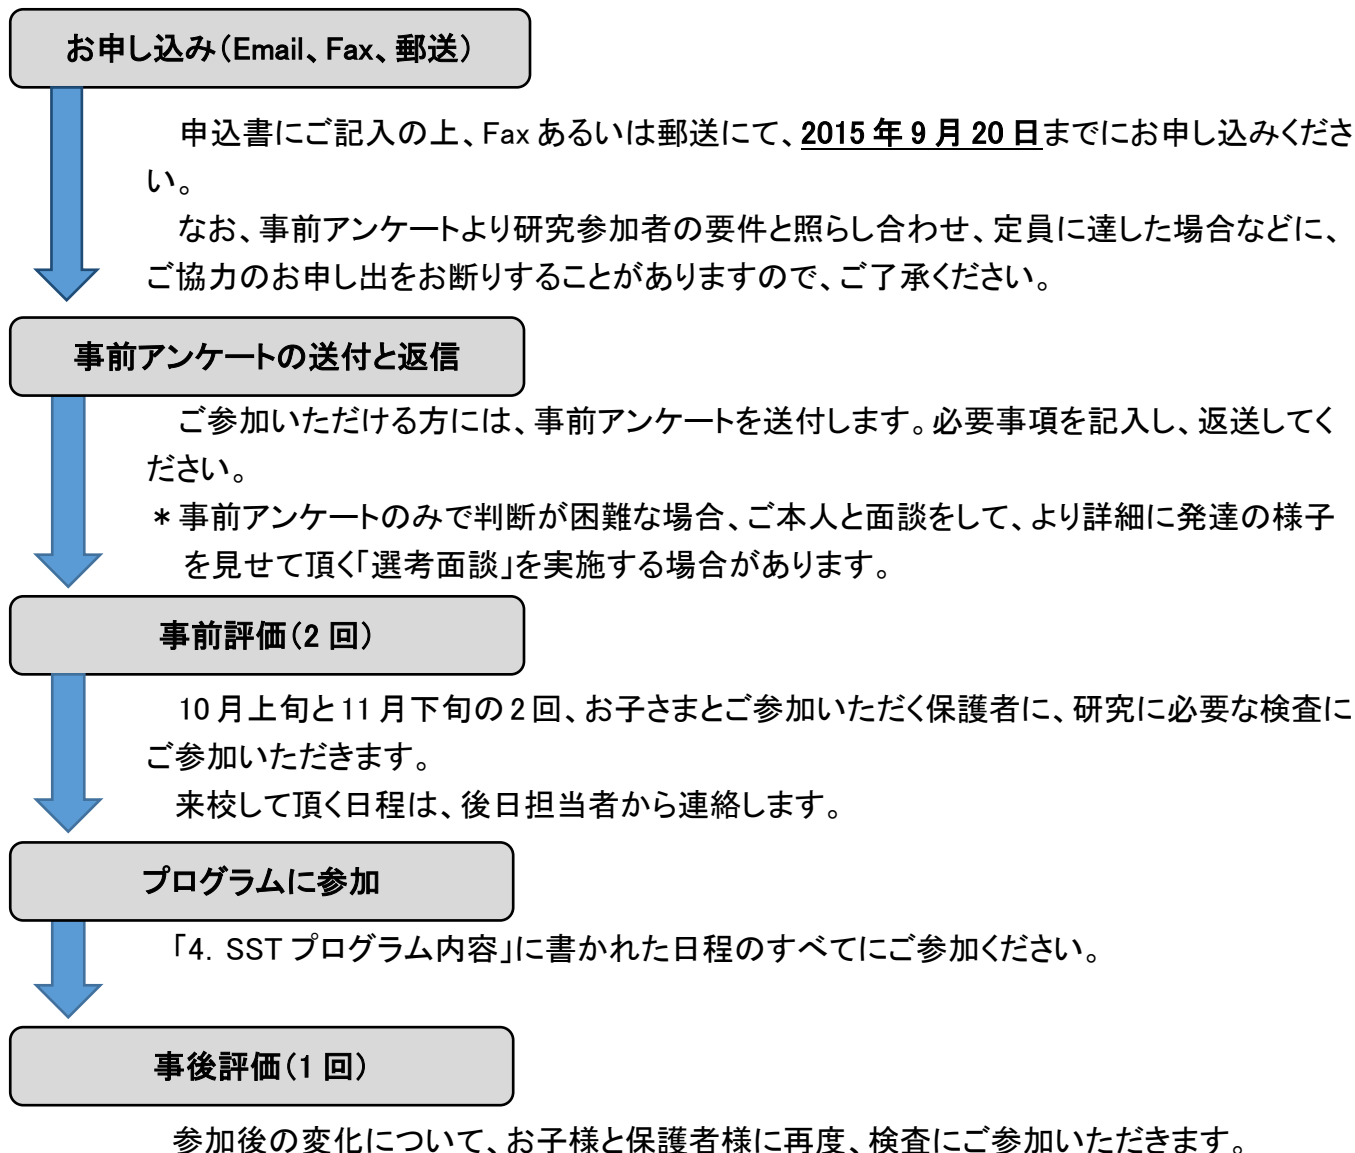 お申し込み（Email、Fax、郵送）
申込書にご記入の上、Fax あるいは郵送にて、2015 年 9 月 20 日までにお申し込みくださ
い。
なお、事前アンケートより研究参加者の要件と照らし合わせ、定員に達した場合などに、
ご協力のお申し出をお断りすることがありますので、ご了承ください。
事前アンケートの送付と返信
ご参加いただける方には、事前アンケートを送付します。必要事項を記入し、返送してく
ださい。
＊事前アンケートのみで判断が困難な場合、ご本人と面談をして、より詳細に発達の様子
を見せて頂く「選考面談」を実施する場合があります。
事前評価（2 回）
10 月上旬と 11 月下旬の 2 回、お子さまとご参加いただく保護者に、研究に必要な検査に
ご参加いただきます。
来校して頂く日程は、後日担当者から連絡します。
プログラムに参加
「4．SST プログラム内容」に書かれた日程のすべてにご参加ください。
事後評価（1 回）
参加後の変化について、お子様と保護者様に再度、検査にご参加いただきます。